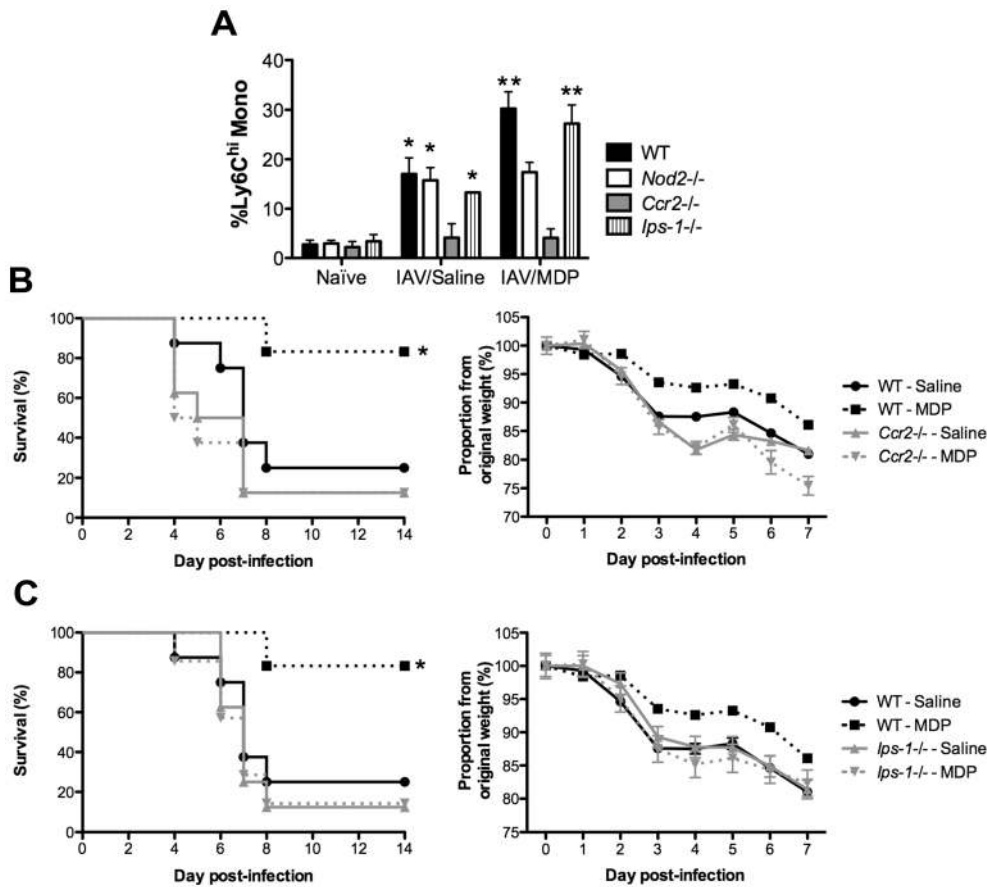 A
%Ly6Chi Mono
40
30
20
10
0
* * *
** **
Naïve IAV/Saline IAV/MDP
WT
Nod2-/-
Ccr2-/-
Ips-1-/-
B
Survival (%)
100
80
60
40
20
0
*
0 2 4 6 8 10 12 14
Day post-infection
Proportion from
original weight (%)
105
100
95
90
85
80
75
70
0 1 2 3 4 5 6 7
Day post-infection
WT - Saline
WT - MDP
Ccr2-/- - Saline
Ccr2-/- - MDP
C
Survival (%)
100
80
60
40
20
0
*
0 2 4 6 8 10 12 14
Day post-infection
Proportion from
original weight (%)
105
100
95
90
85
80
75
0 1 2 3 4 5 6 7
Day post-infection
WT - Saline
WT - MDP
Ips-1-/- - Saline
Ips-1-/- - MDP